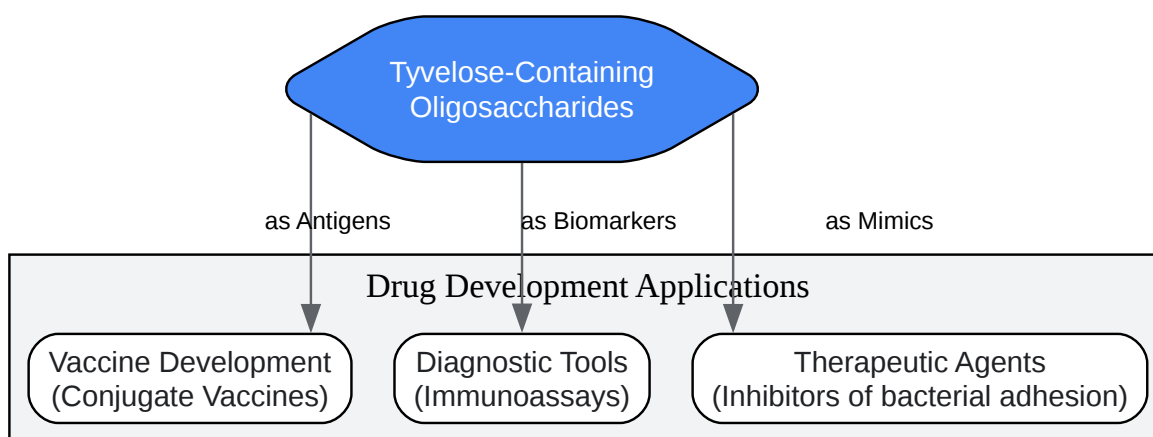 Tyvelose-Containing
Oligosaccharides
as Antigens
as Biomarkers
as Mimics
Drug Development Applications
Vaccine Development
(Conjugate Vaccines)
Diagnostic Tools
(Immunoassays)
Therapeutic Agents
(Inhibitors of bacterial adhesion)